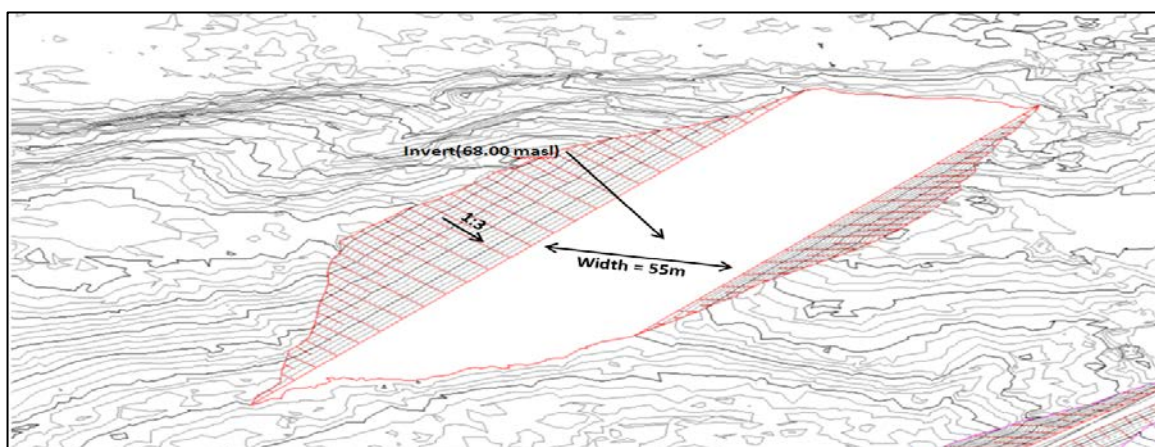 Invert(68.00 masl)
1:3
Width = 55m